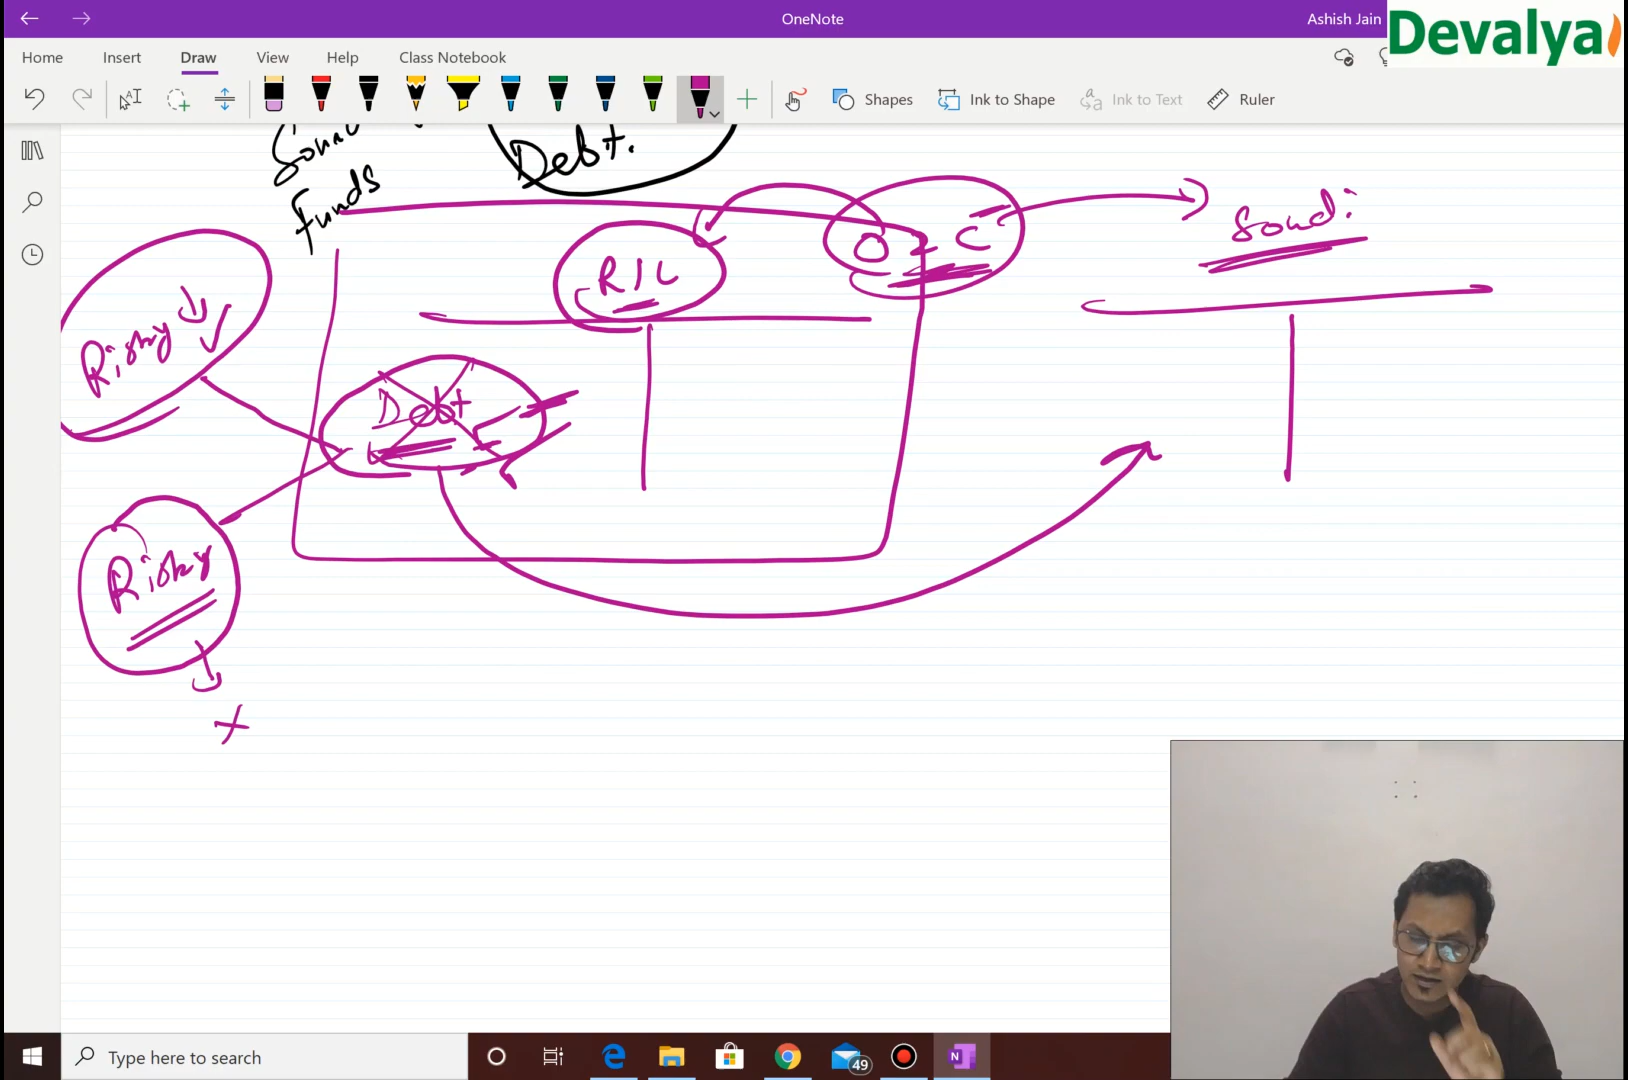 OneNote
Ashish Jain
Devalya
Home Insert Draw View Help Class Notebook
Shapes Ink to Shape Ink to Text Ruler
Debt.
Funds
RIL
O2C
Risky
Debt
Risky
Type here to search
49
N